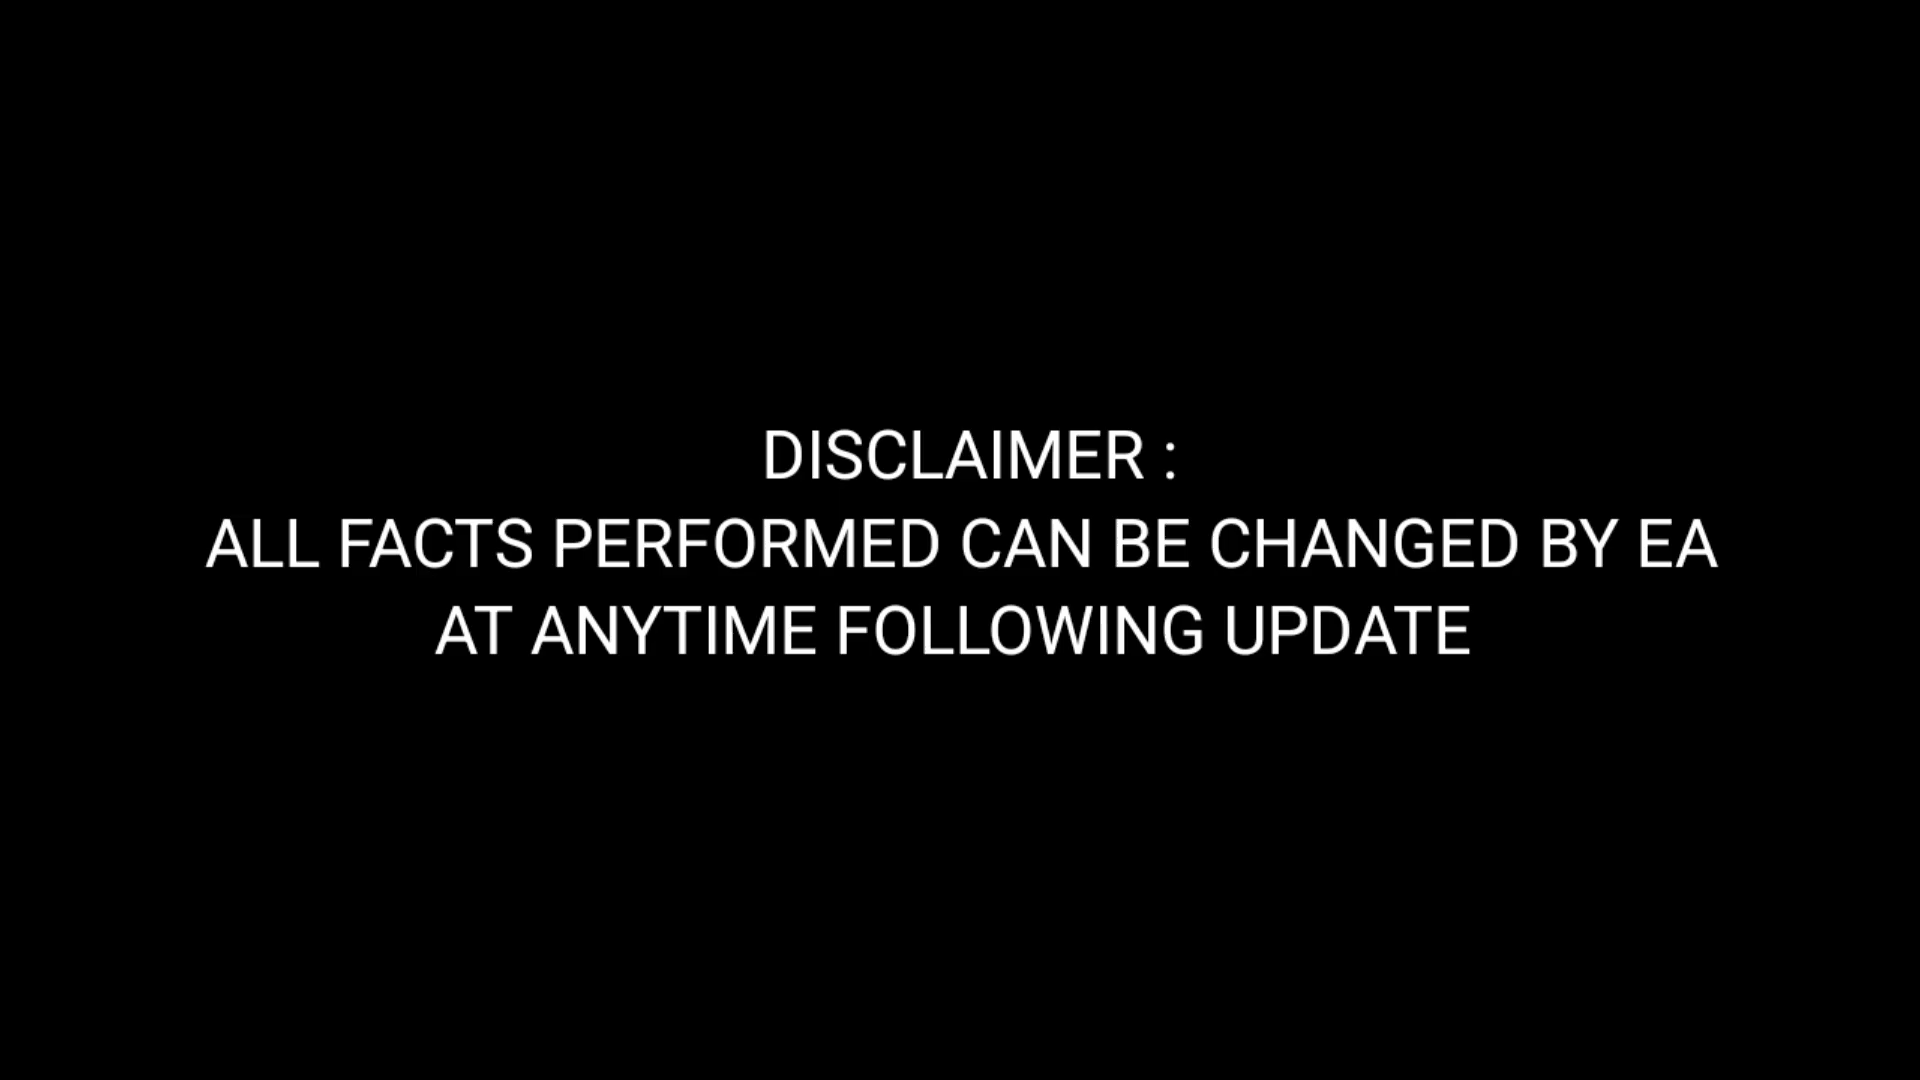 DISCLAIMER :
ALL FACTS PERFORMED CAN BE CHANGED BY EA
AT ANYTIME FOLLOWING UPDATE